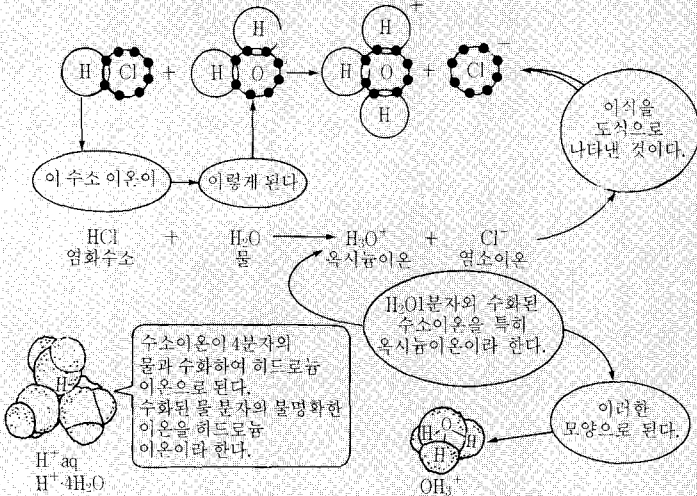 H Cl + H O H → H O H H + + Cl −
이식을
도식으로
나타낸 것이다.
이 수소 이온이
이렇게 된다
HCl + H₂O → H₃O⁺ + Cl⁻
염화수소 물 옥시늄이온 염소이온
H₂O1분자와 수화된
수소이온을 특히
옥시늄이온이라 한다.
수소이온이 4분자의
물과 수화하여 히드로늄
이온으로 된다.
수화된 물 분자의 불명확한
이온을 히드로늄
이온이라 한다.
H
H⁺aq
H⁺·4H₂O
이러한
모양으로 된다.
H O H H
OH₃⁺